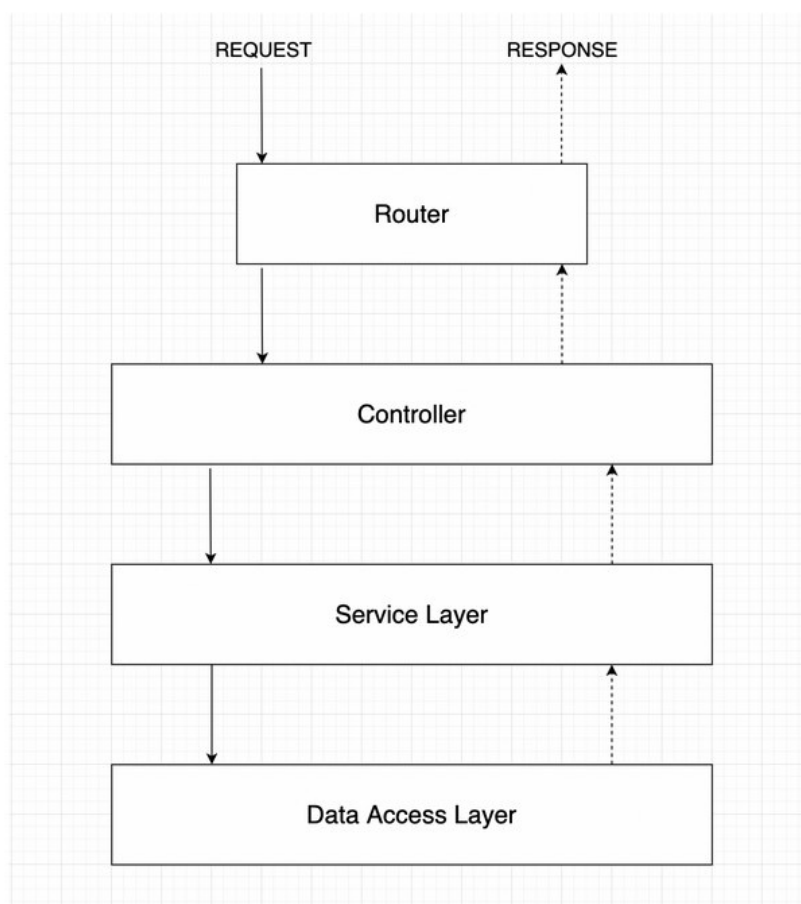 REQUEST
RESPONSE
Router
Controller
Service Layer
Data Access Layer